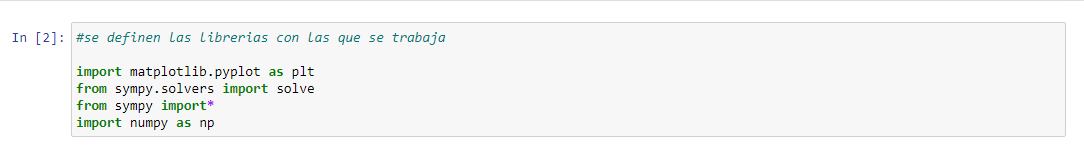 In [2]: #se definen las librerias con las que se trabaja
import matplotlib.pyplot as plt
from sympy.solvers import solve
from sympy import*
import numpy as np